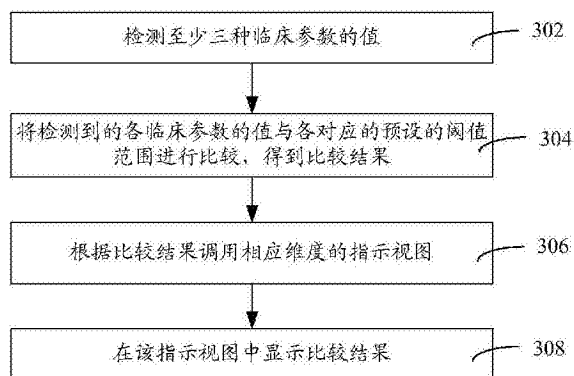 检测至少三种临床参数的值
302
将检测到的各临床参数的值与各对应的预设的阈值
范围进行比较、得到比较结果
304
根据比较结果调用相应维度的指示视图
306
在该指示视图中显示比较结果
308